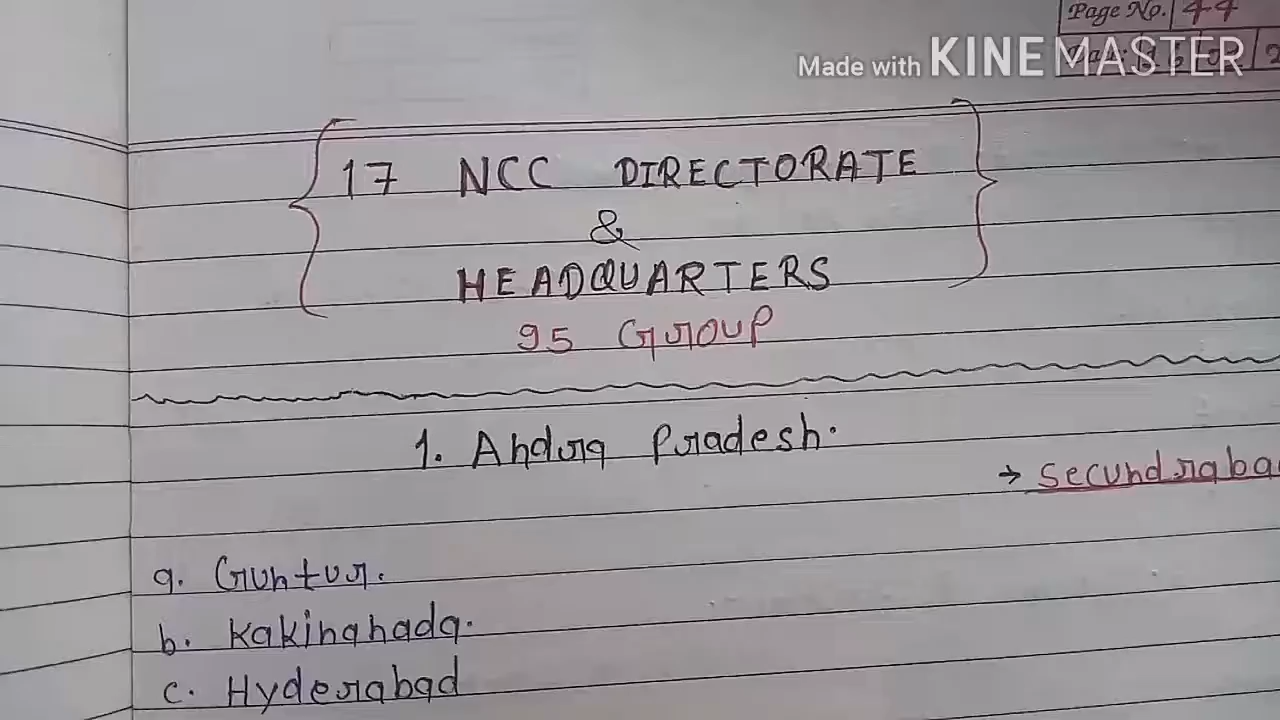 Page No. 44
Made with KINEMASTER
17 NCC DIRECTORATE
&
HEADQUARTERS
95 Group
1. Andra Pradesh.
→ Secundraba
a. Guntur.
b. Kakinahada.
c. Hyderabad